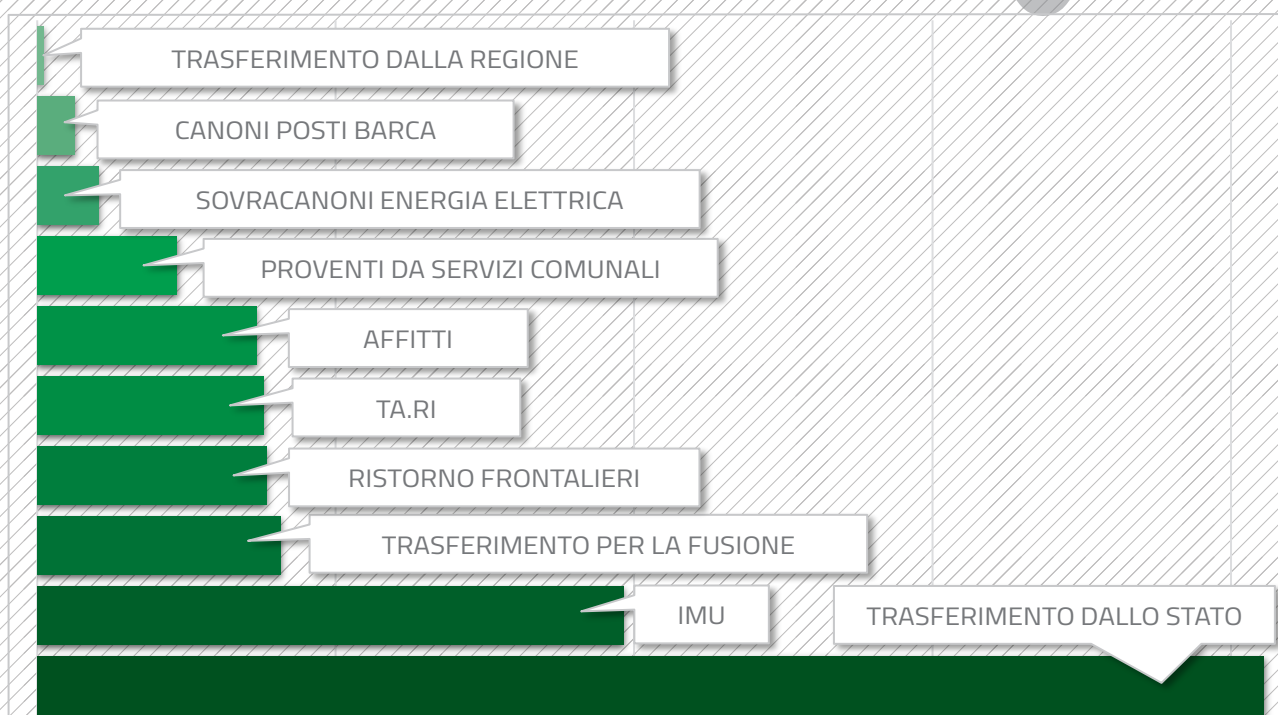 TRASFERIMENTO DALLA REGIONE
CANONI POSTI BARCA
SOVRACANONI ENERGIA ELETTRICA
PROVENTI DA SERVIZI COMUNALI
AFFITTI
TA.RI
RISTORNO FRONTALIERI
TRASFERIMENTO PER LA FUSIONE
IMU
TRASFERIMENTO DALLO STATO